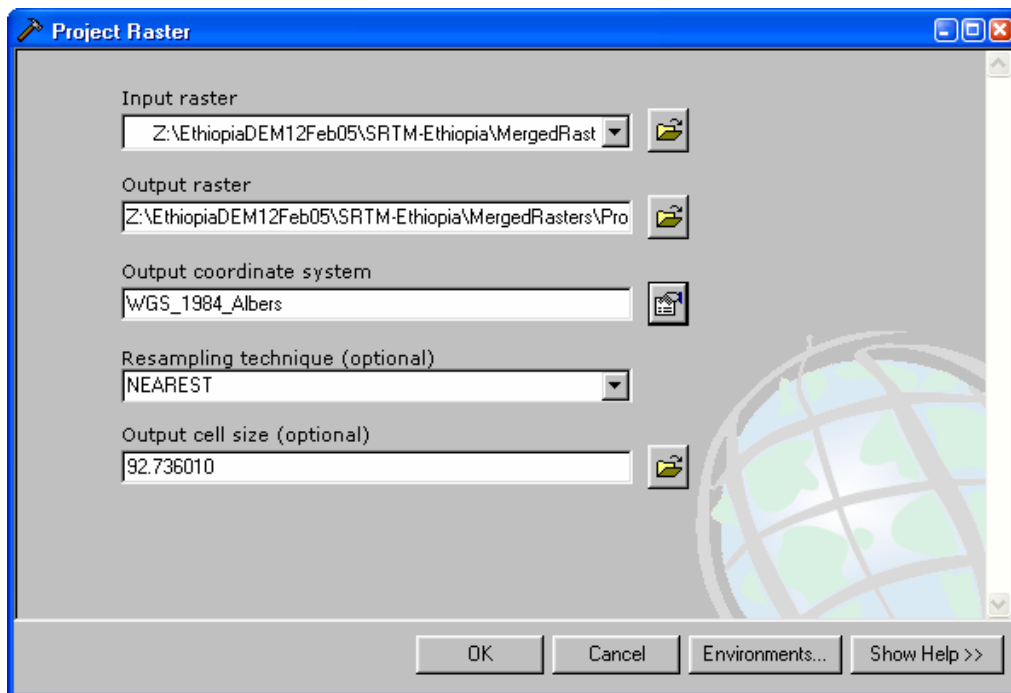 Project Raster
Input raster
Z:\EthiopiaDEM12Feb05\SRTM-Ethiopia\MergedRast
Output raster
Z:\EthiopiaDEM12Feb05\SRTM-Ethiopia\MergedRasters\Pro
Output coordinate system
WGS_1984_Albers
Resampling technique (optional)
NEAREST
Output cell size (optional)
92.736010
OK Cancel Environments... Show Help >>